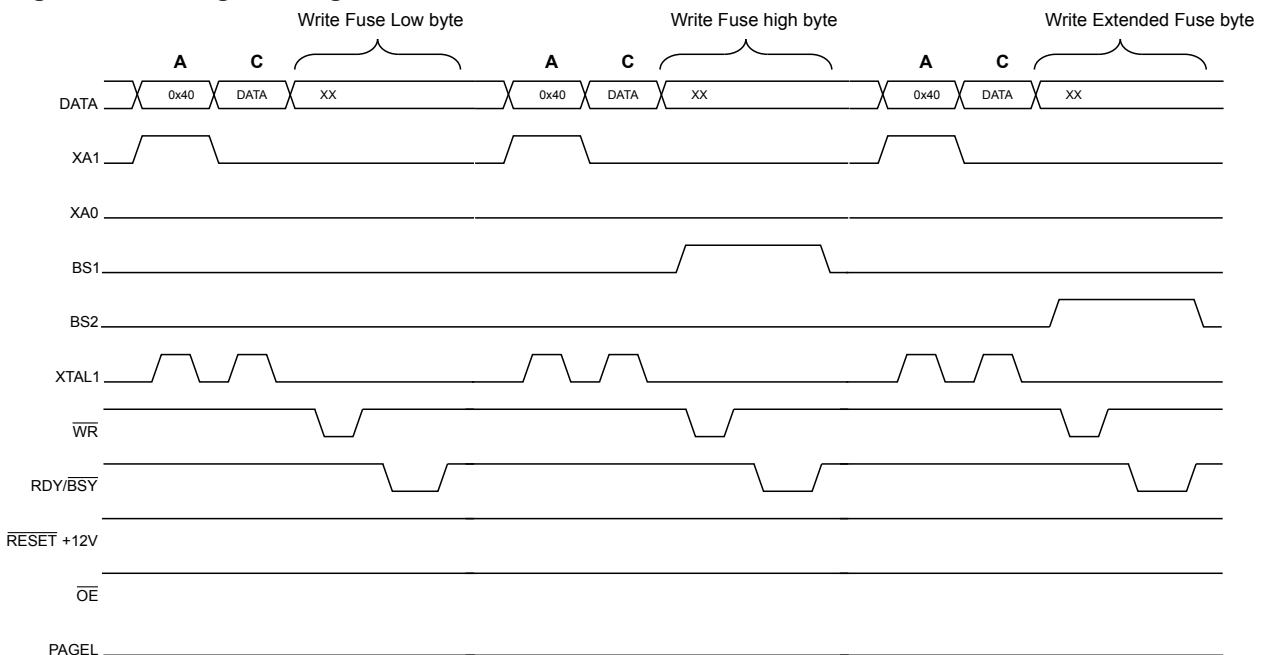 Write Fuse Low byte Write Fuse high byte Write Extended Fuse byte
A C A C A C
DATA 0x40 DATA XX 0x40 DATA XX 0x40 DATA XX
XA1
XA0
BS1
BS2
XTAL1
WR
RDY/BSY
RESET +12V
OE
PAGEL